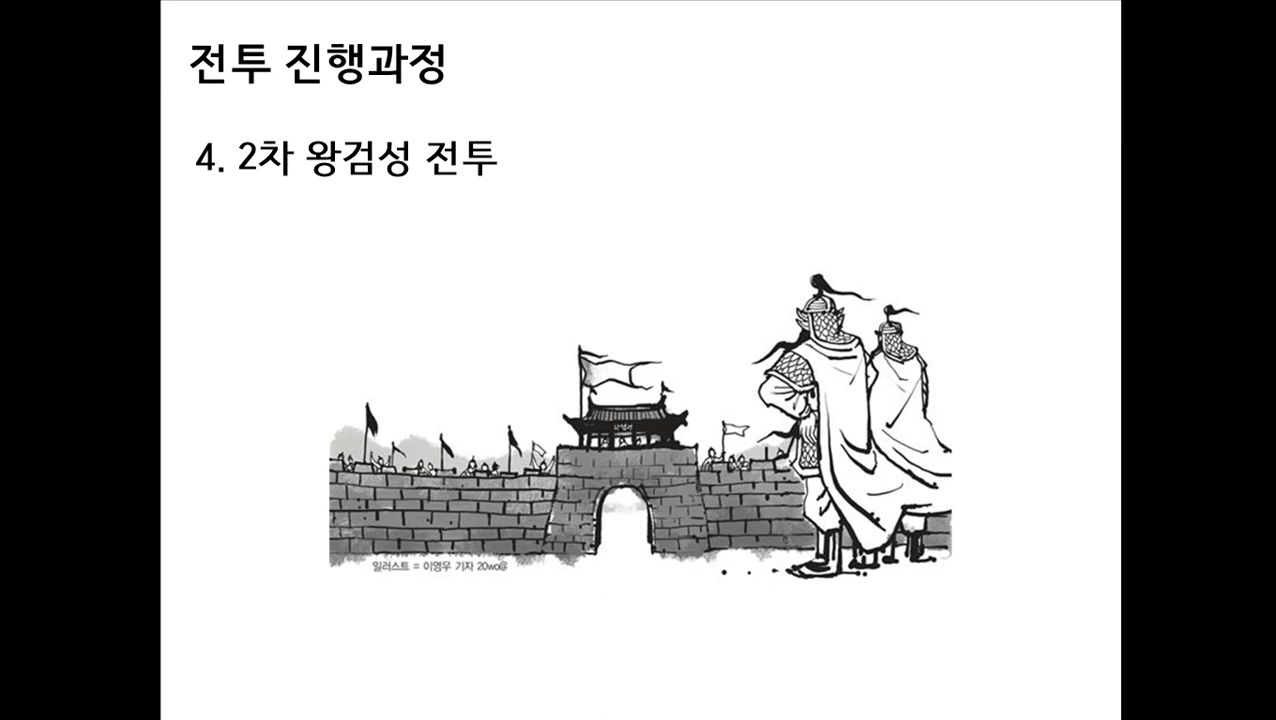 전투 진행과정
4. 2차 왕검성 전투
일러스트 = 이영우 기자 20wo@